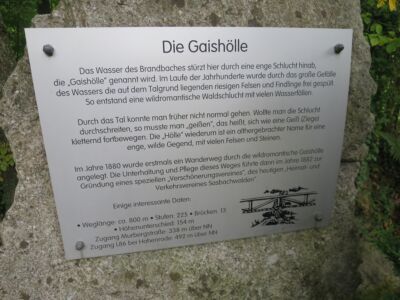 Die Gaishölle
Das Wasser des Brandbaches stürzt hier durch eine enge Schlucht hinab,
die „Gaishölle" genannt wird. Im Laufe der Jahrhunderte wurde durch das große Gefälle
des Wassers die auf dem Talgrund liegenden riesigen Felsen und Findlinge frei gespült.
So entstand eine wildromantische Waldschlucht mit vielen Wasserfällen.
Durch das Tal konnte man früher nicht normal gehen. Wollte man die Schlucht
durchschreiten, so musste man „geißen", das heißt, sich wie eine Geiß (Ziege)
kletternd fortbewegen. Die „Hölle" wiederum ist ein althergebrachter Name für eine
enge, wilde Gegend, mit vielen Felsen und Steinen.
Im Jahre 1880 wurde erstmals ein Wanderweg durch die wildromantische Gaishölle
angelegt. Die Unterhaltung und Pflege dieses Weges führte dann im Jahre 1882 zur
Gründung eines speziellen „Verschönerungsvereines", des heutigen „Heimat- und
Verkehrsvereines Sasbachwalden"
Einige interessante Daten:
• Weglänge: ca. 800 m • Stufen: 225 • Brücken: 13
• Höhenunterschied: 154 m
Zugang Murbergstraße: 338 m über NN
Zugang U16 bei Hohenrode: 492 m über NN